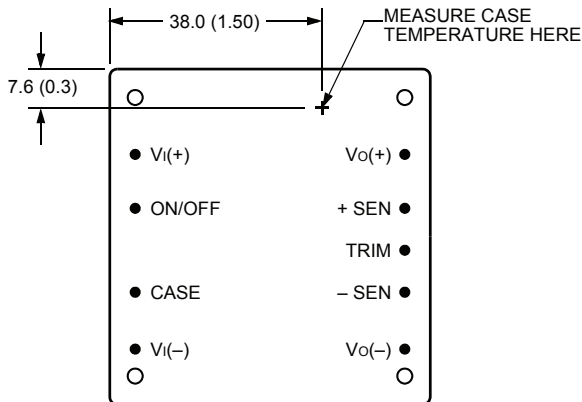 38.0 (1.50)
MEASURE CASE
TEMPERATURE HERE
7.6 (0.3)
VI(+)
VO(+)
ON/OFF
+ SEN
TRIM
CASE
– SEN
VI(–)
VO(–)